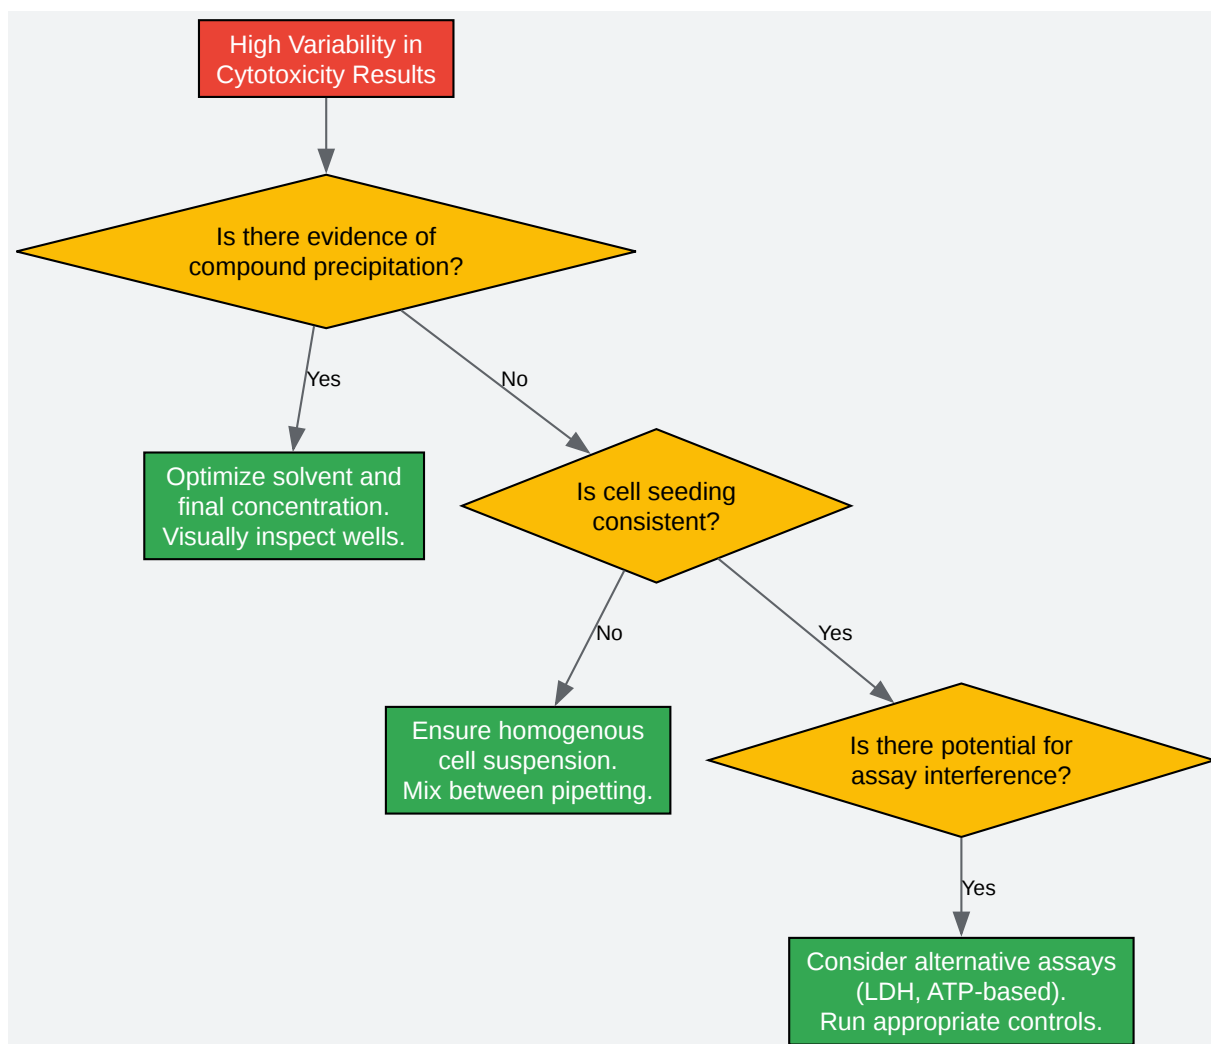 High Variability in
Cytotoxicity Results
Is there evidence of
compound precipitation?
Yes
No
Optimize solvent and
final concentration.
Visually inspect wells.
Is cell seeding
consistent?
No
Yes
Ensure homogenous
cell suspension.
Mix between pipetting.
Is there potential for
assay interference?
Yes
Consider alternative assays
(LDH, ATP-based).
Run appropriate controls.